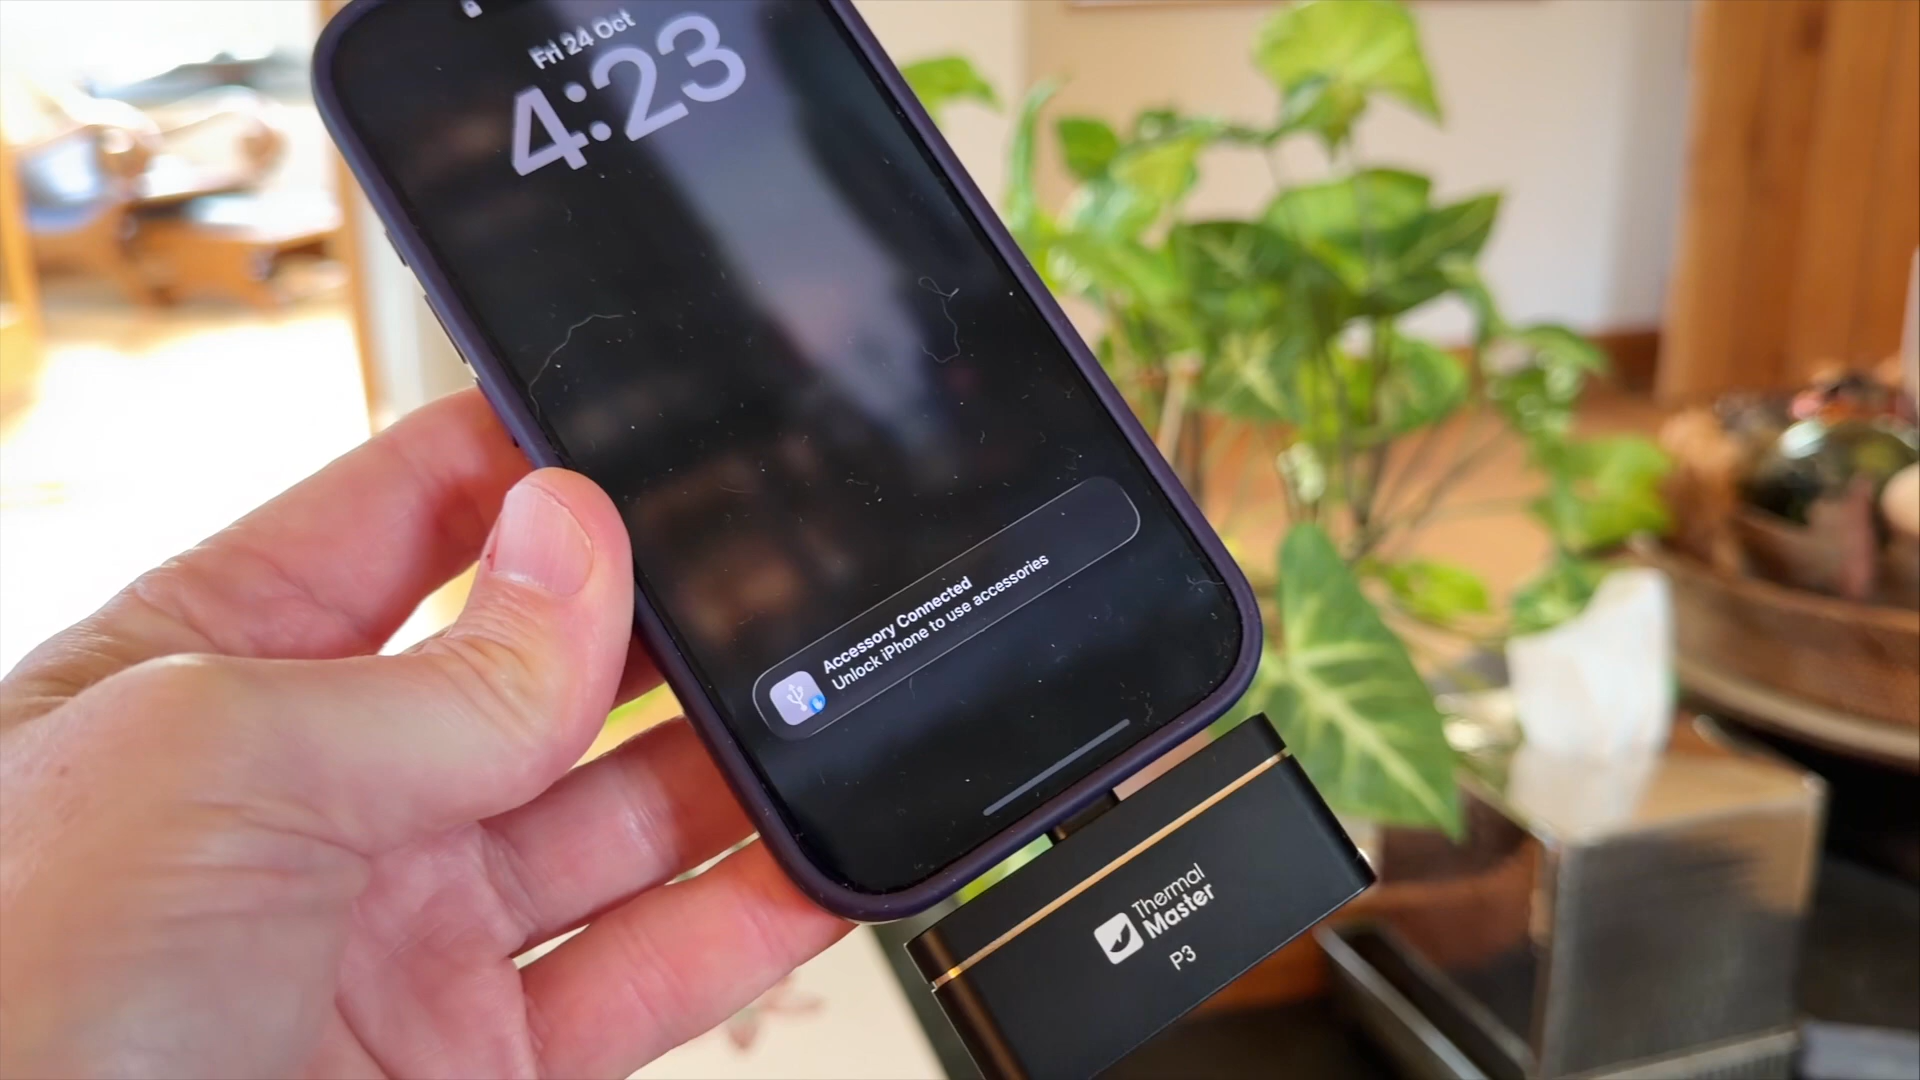 Fri 24 Oct
4:23
Accessory Connected
Unlock iPhone to use accessories
Thermal
Master
P3